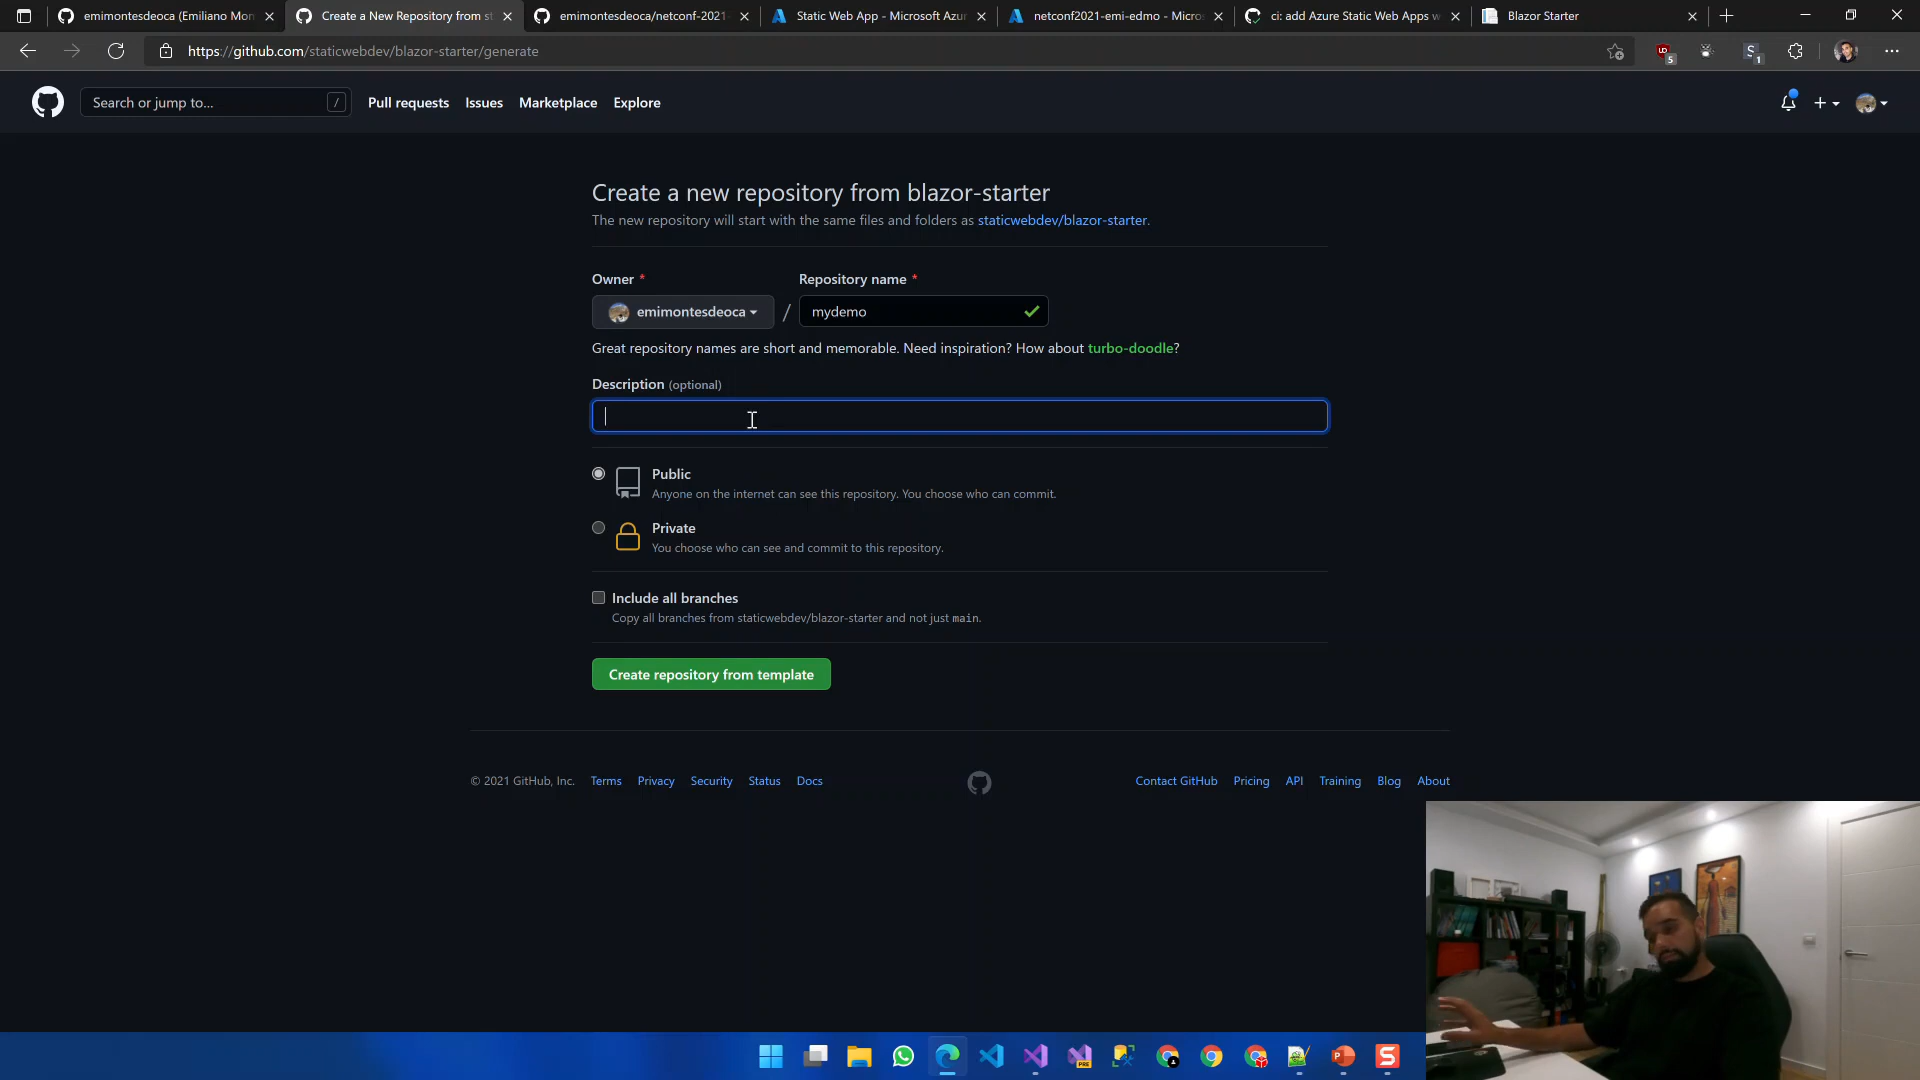 emimontesdeoca (Emiliano Mon
Create a New Repository from st
emimontesdeoca/netconf-2021-
Static Web App - Microsoft Azur
netconf2021-emi-edmo - Micros
ci: add Azure Static Web Apps w
Blazor Starter
https://github.com/staticwebdev/blazor-starter/generate
5
S
1
Search or jump to...
/
Pull requests
Issues
Marketplace
Explore
Create a new repository from blazor-starter
The new repository will start with the same files and folders as staticwebdev/blazor-starter.
Owner *
Repository name *
emimontesdeoca
/
mydemo
Great repository names are short and memorable. Need inspiration? How about turbo-doodle?
Description (optional)
Public
Anyone on the internet can see this repository. You choose who can commit.
Private
You choose who can see and commit to this repository.
Include all branches
Copy all branches from staticwebdev/blazor-starter and not just main.
Create repository from template
© 2021 GitHub, Inc.
Terms
Privacy
Security
Status
Docs
Contact GitHub
Pricing
API
Training
Blog
About
PRE
P
S